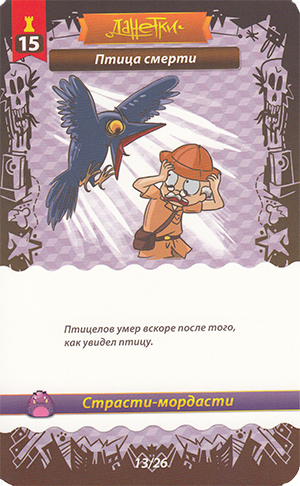 Данетки
15
Птица смерти
Птицелов умер вскоре после того,
как увидел птицу.
Страсти-мордасти
13/26